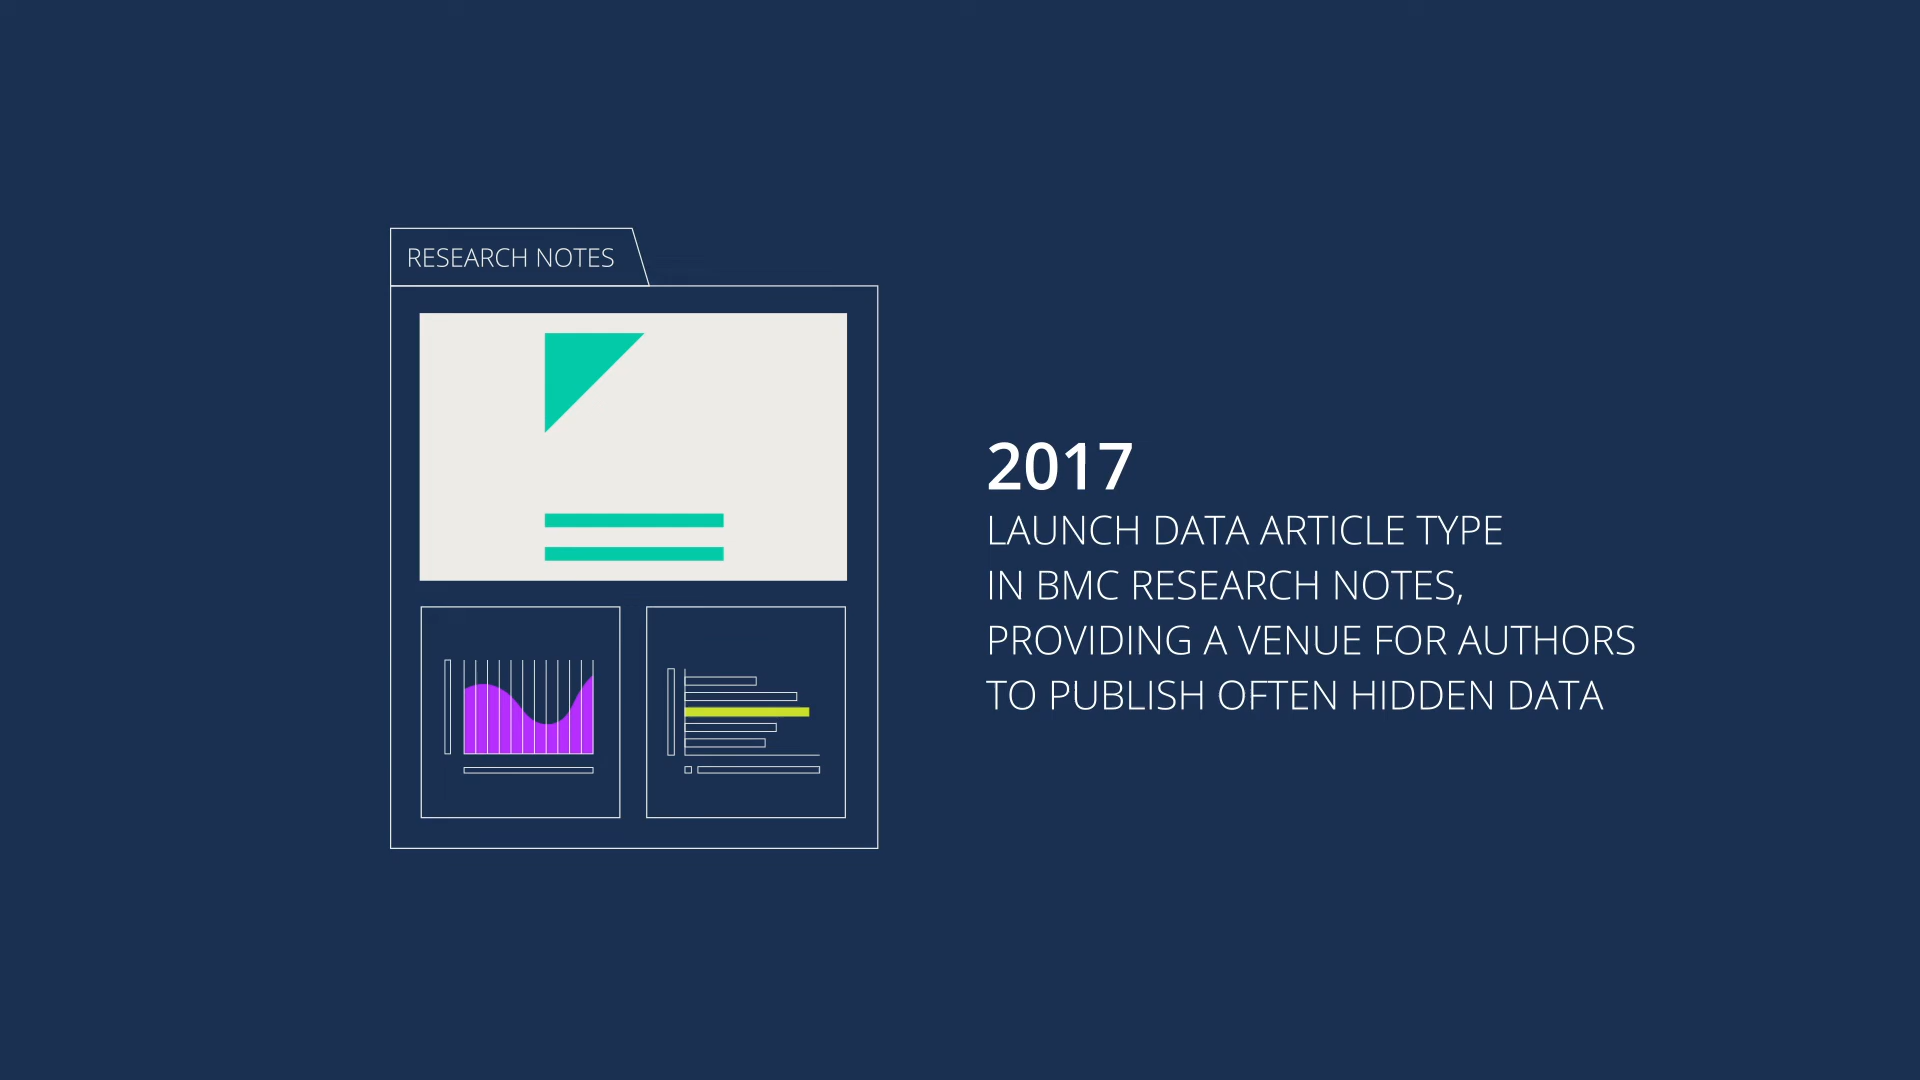 RESEARCH NOTES
2017
LAUNCH DATA ARTICLE TYPE
IN BMC RESEARCH NOTES,
PROVIDING A VENUE FOR AUTHORS
TO PUBLISH OFTEN HIDDEN DATA